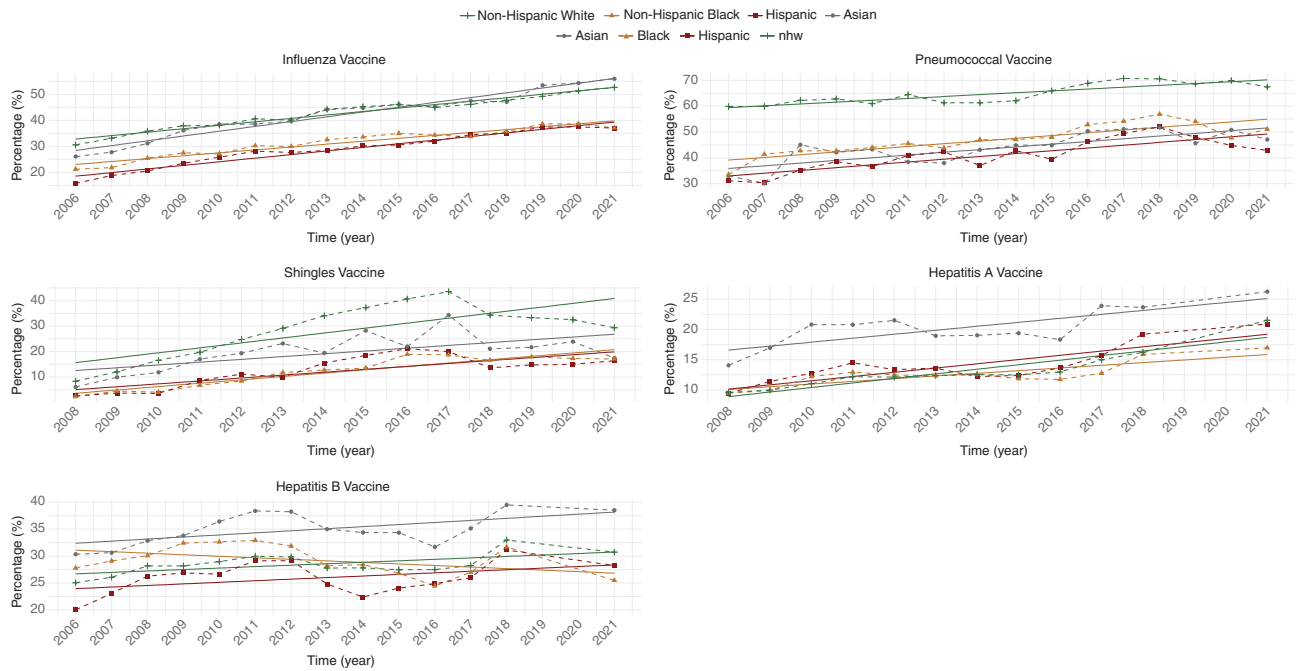 Non-Hispanic White Non-Hispanic Black Hispanic Asian
Asian Black Hispanic nhw
Influenza Vaccine
Percentage (%)
50
40
30
20
2006 2007 2008 2009 2010 2011 2012 2013 2014 2015 2016 2017 2018 2019 2020 2021
Time (year)
Pneumococcal Vaccine
Percentage (%)
70
60
50
40
30
2006 2007 2008 2009 2010 2011 2012 2013 2014 2015 2016 2017 2018 2019 2020 2021
Time (year)
Shingles Vaccine
Percentage (%)
40
30
20
10
2008 2009 2010 2011 2012 2013 2014 2015 2016 2017 2018 2019 2020 2021
Time (year)
Hepatitis A Vaccine
Percentage (%)
25
20
15
10
2008 2009 2010 2011 2012 2013 2014 2015 2016 2017 2018 2019 2020 2021
Time (year)
Hepatitis B Vaccine
Percentage (%)
40
35
30
25
20
2006 2007 2008 2009 2010 2011 2012 2013 2014 2015 2016 2017 2018 2019 2020 2021
Time (year)